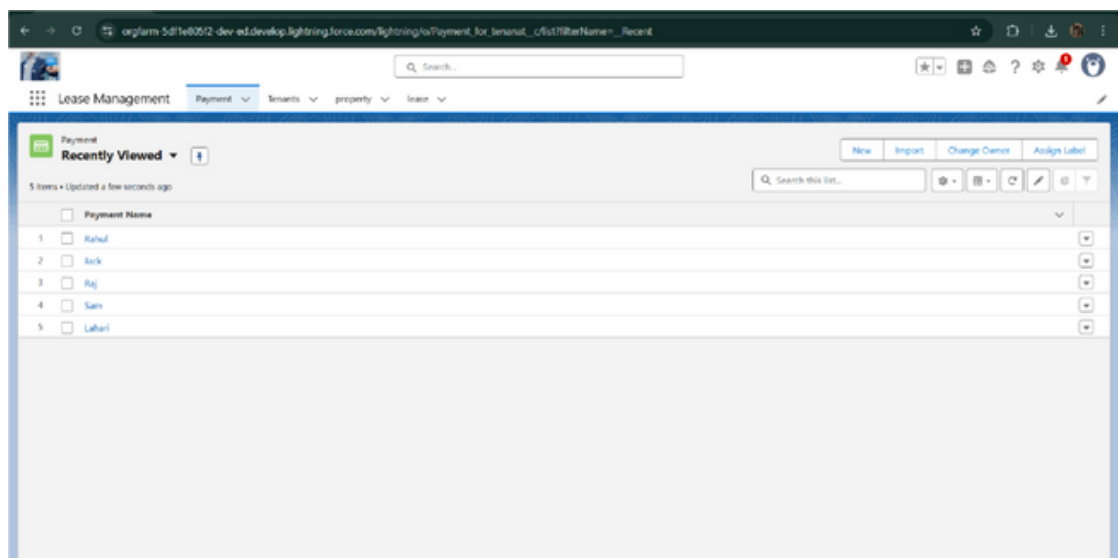 orgfarm-5df1e805f2-dev-ed.develop.lightning.force.com/lightning/o/Payment_for_tenanat__c/list?filterName=__Recent
Search...
Lease Management Payment Tenants property lease
Payment
Recently Viewed
New Import Change Owner Assign Label
5 items • Updated a few seconds ago
Search this list...
Payment Name
1 Rahul
2
3 Raj
4 Sam
5 Lahari